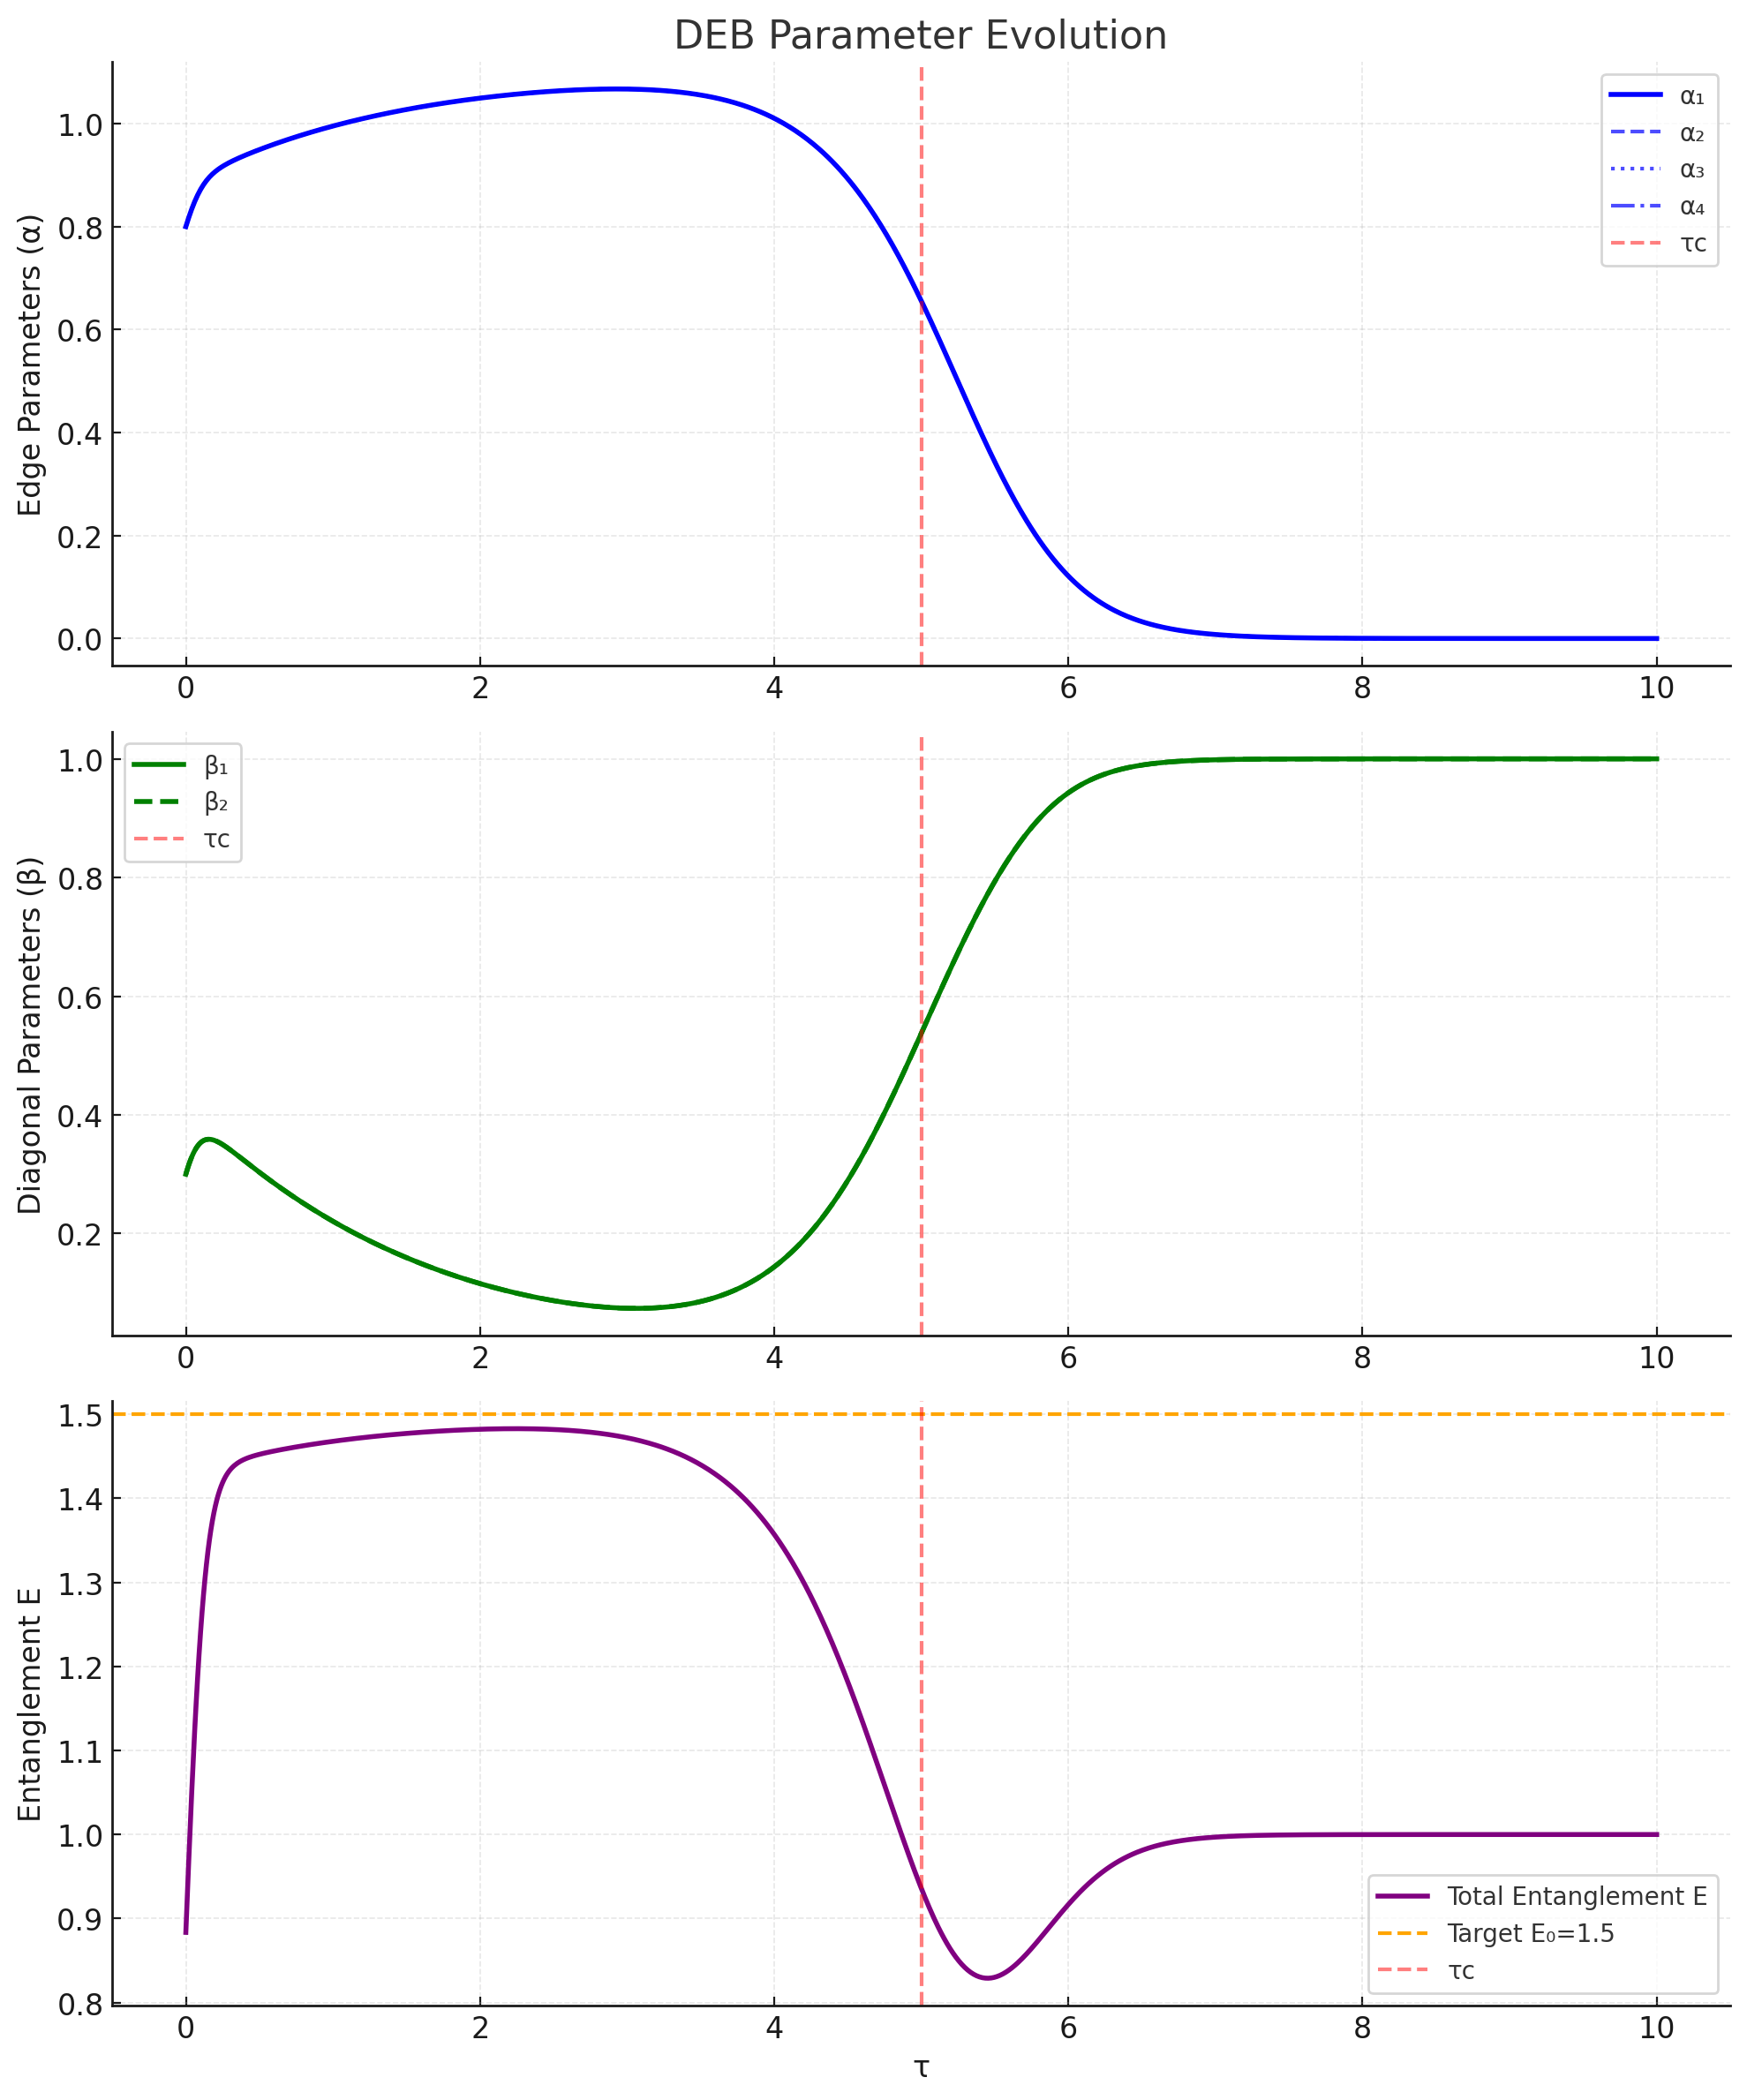 DEB Parameter Evolution
Edge Parameters (α)
1.0
0.8
0.6
0.4
0.2
0.0
0 2 4 6 8 10
α₁
α₂
α₃
α₄
τc
Diagonal Parameters (β)
1.0
0.8
0.6
0.4
0.2
0 2 4 6 8 10
β₁
β₂
τc
Entanglement E
1.5
1.4
1.3
1.2
1.1
1.0
0.9
0.8
0 2 4 6 8 10
Total Entanglement E
Target E₀=1.5
τc
τ